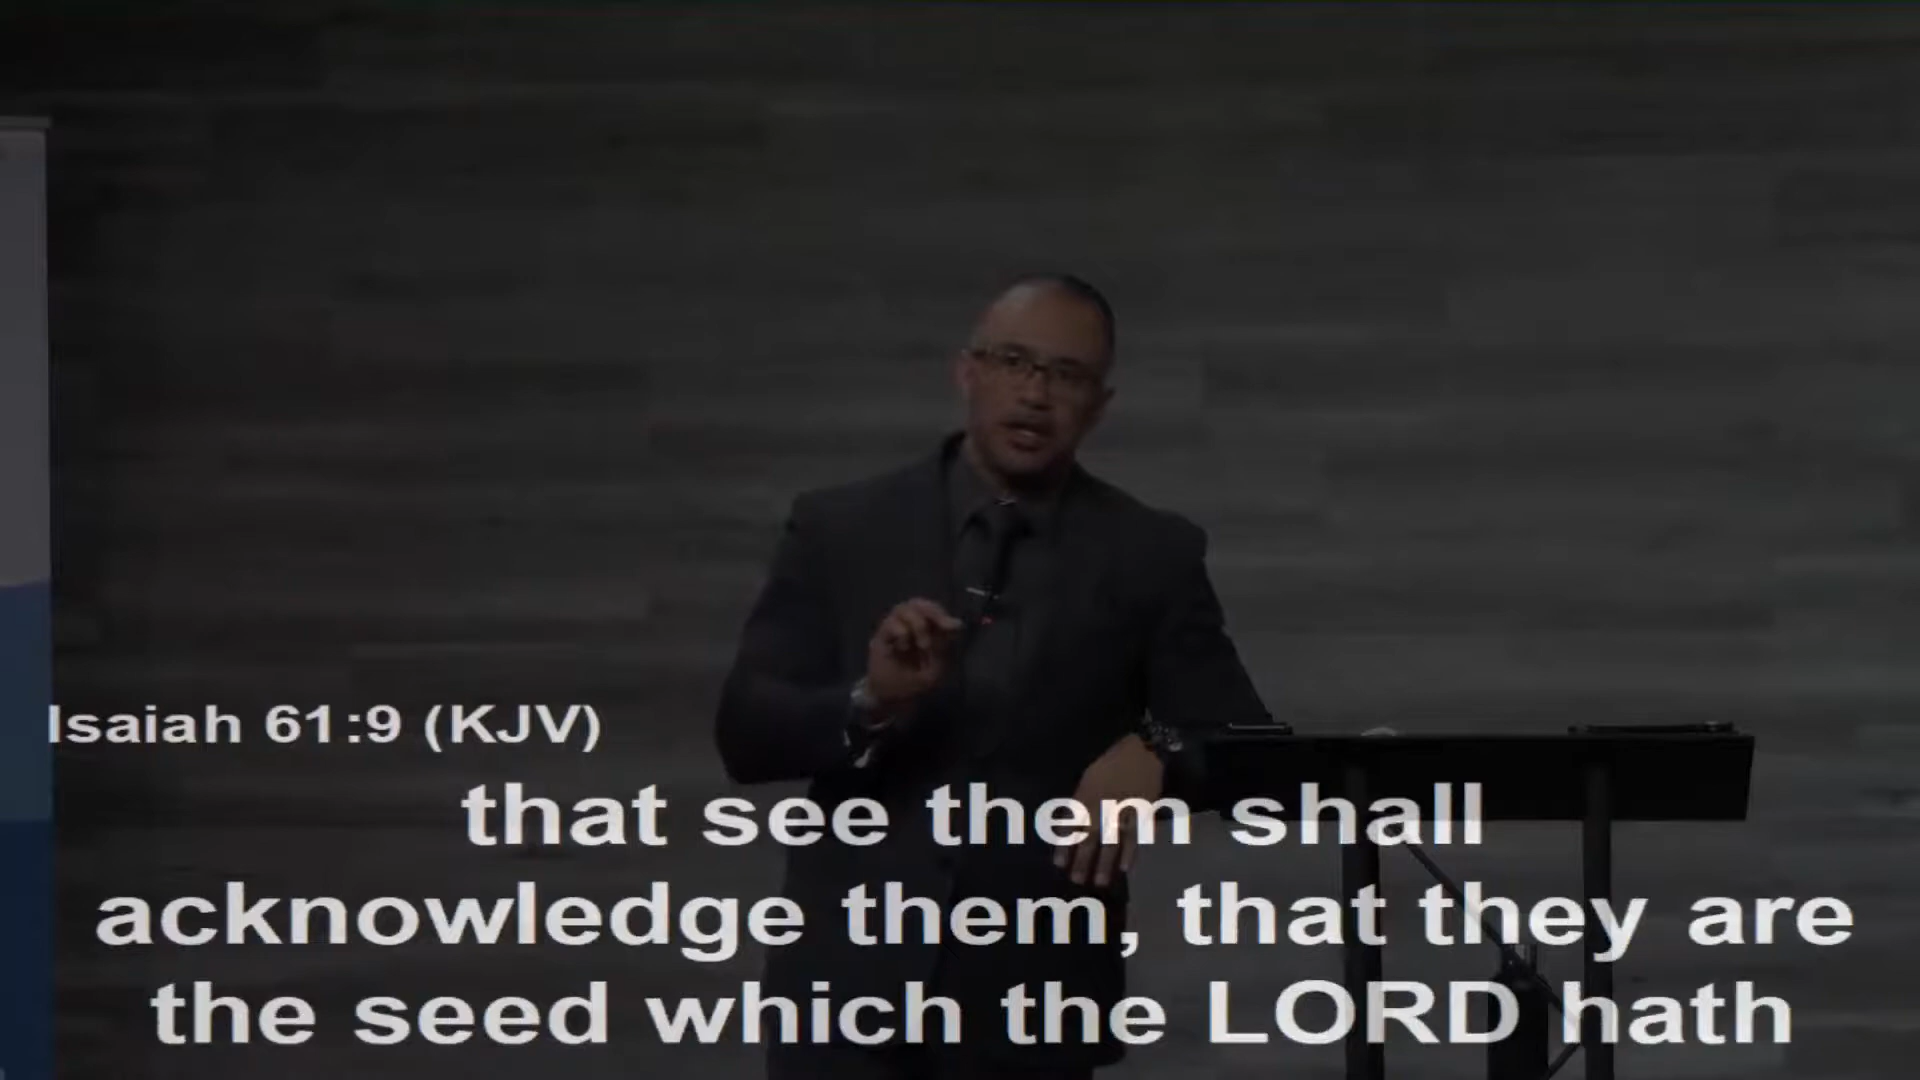 Isaiah 61:9 (KJV)
that see them shall
acknowledge them, that they are
the seed which the LORD hath